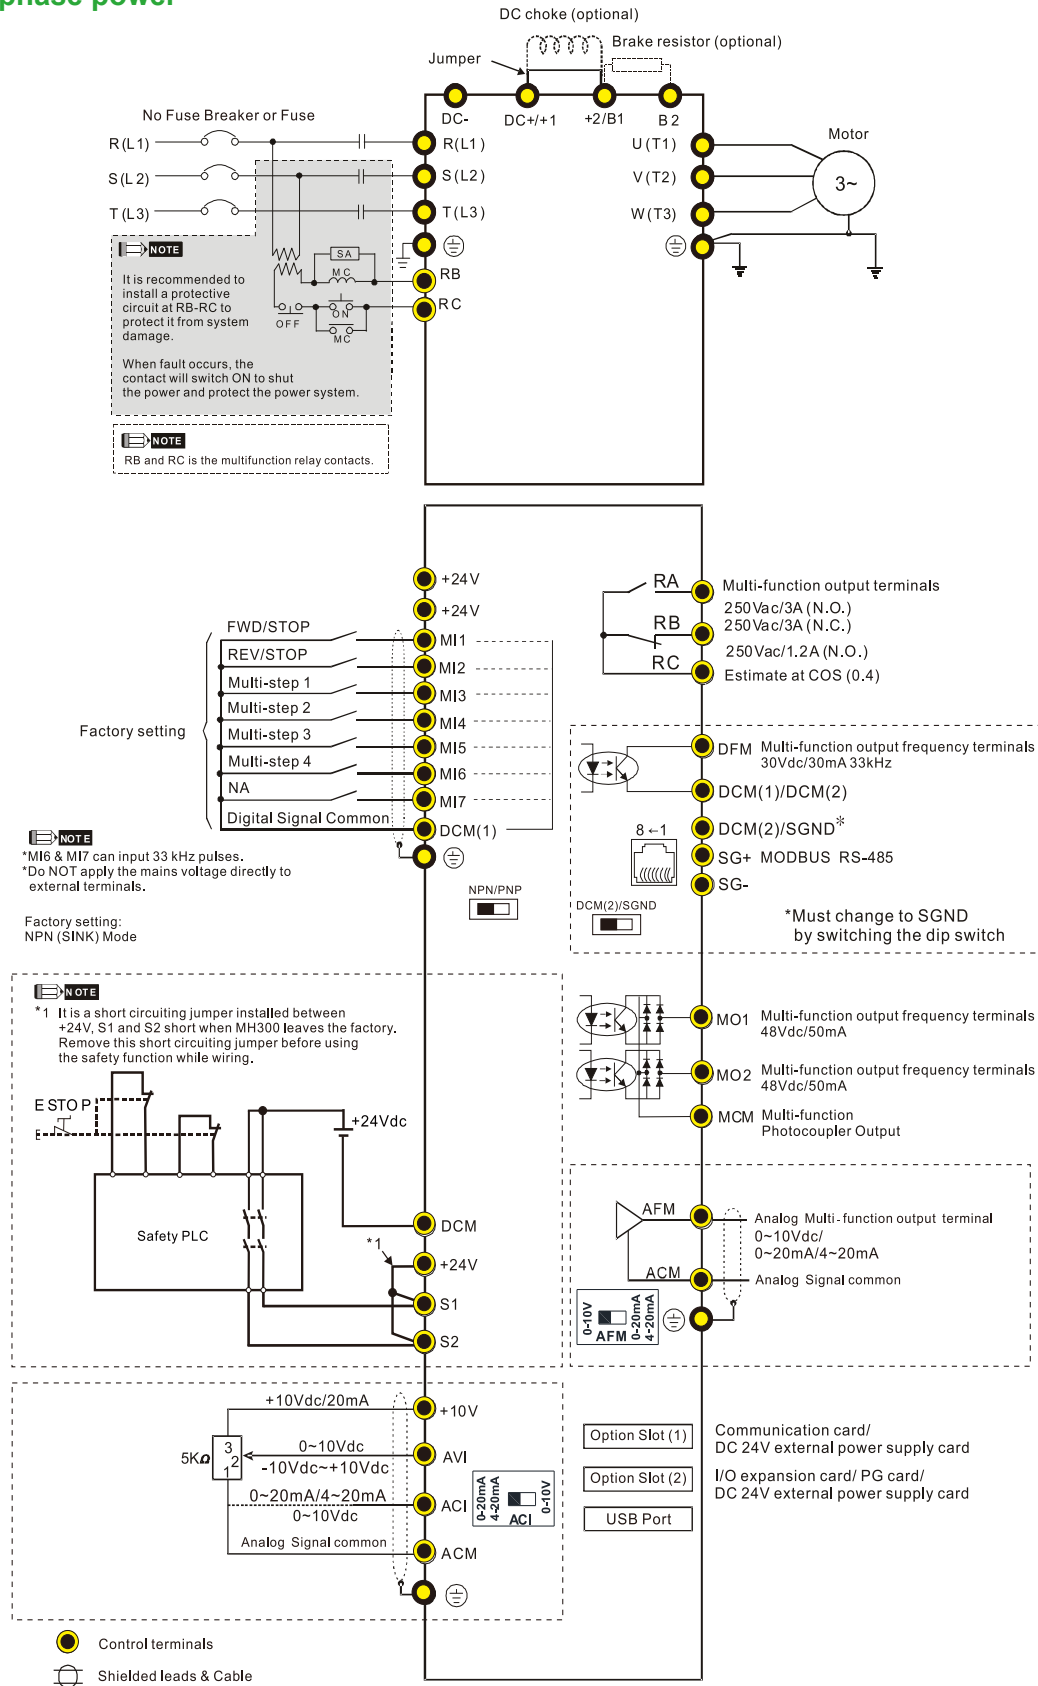 phase power
DC choke (optional)
Brake resistor (optional)
Jumper
No Fuse Breaker or Fuse
DC-
DC+/+1
+2/B1
B2
R(L1)
R(L1)
U(T1)
Motor
S(L2)
S(L2)
V(T2)
3~
T(L3)
T(L3)
W(T3)
NOTE
It is recommended to
install a protective
circuit at RB-RC to
protect it from system
damage.
When fault occurs, the
contact will switch ON to shut
the power and protect the power system.
SA
MC
RB
OFF
ON
MC
RC
NOTE
RB and RC is the multifunction relay contacts.
+24V
+24V
Factory setting
FWD/STOP
MI1
REV/STOP
MI2
Multi-step 1
MI3
Multi-step 2
MI4
Multi-step 3
MI5
Multi-step 4
MI6
NA
MI7
Digital Signal Common
DCM(1)
RA
RB
RC
Multi-function output terminals
250Vac/3A (N.O.)
250Vac/3A (N.C.)
250Vac/1.2A (N.O.)
Estimate at COS (0.4)
NOTE
*MI6 & MI7 can input 33 kHz pulses.
*Do NOT apply the mains voltage directly to
external terminals.
Factory setting:
NPN (SINK) Mode
NPN/PNP
DFM
Multi-function output frequency terminals
30Vdc/30mA 33kHz
DCM(1)/DCM(2)
DCM(2)/SGND*
8←1
SG+ MODBUS RS-485
SG-
DCM(2)/SGND
*Must change to SGND
by switching the dip switch
NOTE
*1 It is a short circuiting jumper installed between
+24V, S1 and S2 short when MH300 leaves the factory.
Remove this short circuiting jumper before using
the safety function while wiring.
ESTOP
+24Vdc
Safety PLC
DCM
*1
+24V
S1
S2
MO1
Multi-function output frequency terminals
48Vdc/50mA
MO2
Multi-function output frequency terminals
48Vdc/50mA
MCM
Multi-function
Photocoupler Output
AFM
Analog Multi-function output terminal
0~10Vdc/
0~20mA/4~20mA
ACM
Analog Signal common
0-10V
AFM
0-20mA
4-20mA
+10Vdc/20mA
+10V
5KΩ
3
2
1
0~10Vdc
-10Vdc~+10Vdc
AVI
0~20mA/4~20mA
0~10Vdc
ACI
Analog Signal common
ACM
0-20mA
4-20mA
ACI
0-10V
Option Slot (1)
Communication card/
DC 24V external power supply card
Option Slot (2)
I/O expansion card/ PG card/
DC 24V external power supply card
USB Port
Control terminals
Shielded leads & Cable